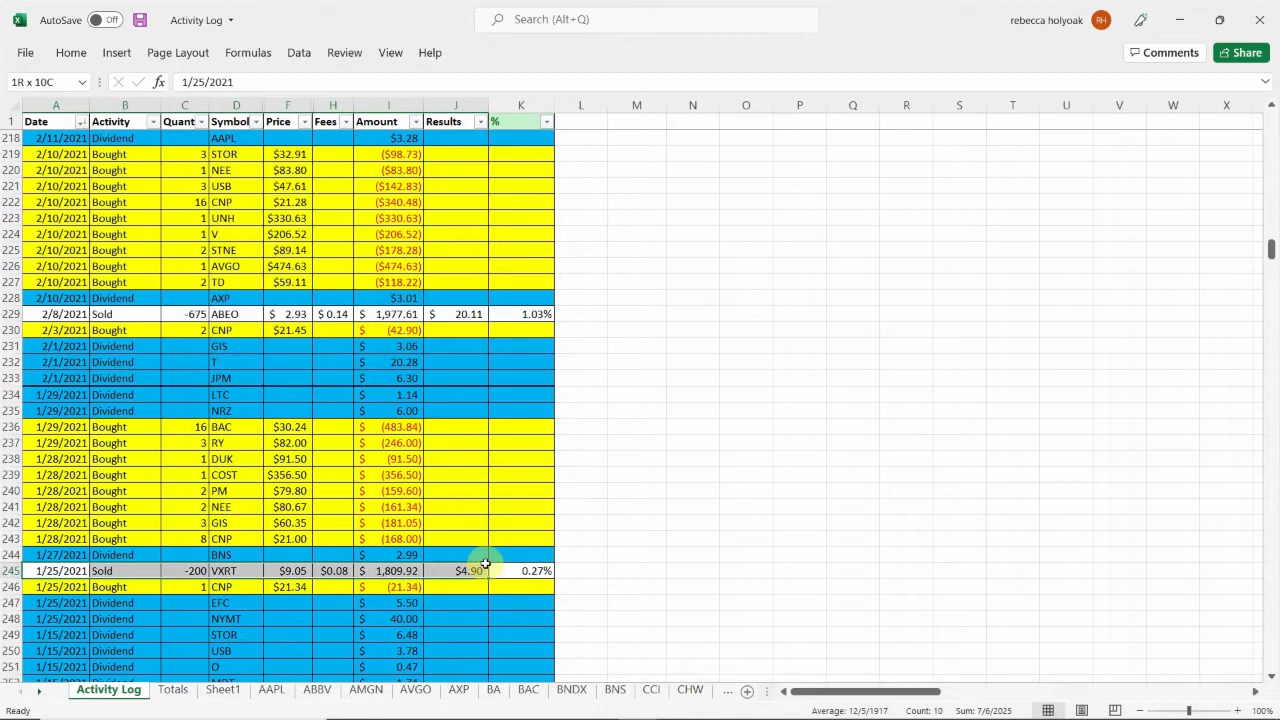 AutoSave Off Activity Log Search (Alt+Q) rebecca holyoak RH
File Home Insert Page Layout Formulas Data Review View Help Comments Share
1R x 10C fx 1/25/2021
A B C D F H I J K L M N O P Q R S T U V W X
1 Date Activity Quant Symbol Price Fees Amount Results %
218 2/11/2021 Dividend AAPL $3.28
219 2/10/2021 Bought 3 STOR $32.91 ($98.73)
220 2/10/2021 Bought 1 NEE $83.80 ($83.80)
221 2/10/2021 Bought 3 USB $47.61 ($142.83)
222 2/10/2021 Bought 16 CNP $21.28 ($340.48)
223 2/10/2021 Bought 1 UNH $330.63 ($330.63)
224 2/10/2021 Bought 1 V $206.52 ($206.52)
225 2/10/2021 Bought 2 STNE $89.14 ($178.28)
226 2/10/2021 Bought 1 AVGO $474.63 ($474.63)
227 2/10/2021 Bought 2 TD $59.11 ($118.22)
228 2/10/2021 Dividend AXP $3.01
229 2/8/2021 Sold -675 ABEO $ 2.93 $ 0.14 $ 1,977.61 $ 20.11 1.03%
230 2/3/2021 Bought 2 CNP $21.45 $ (42.90)
231 2/1/2021 Dividend GIS $ 3.06
232 2/1/2021 Dividend T $ 20.28
233 2/1/2021 Dividend JPM $ 6.30
234 1/29/2021 Dividend LTC $ 1.14
235 1/29/2021 Dividend NRZ $ 6.00
236 1/29/2021 Bought 16 BAC $30.24 $ (483.84)
237 1/29/2021 Bought 3 RY $82.00 $ (246.00)
238 1/28/2021 Bought 1 DUK $91.50 $ (91.50)
239 1/28/2021 Bought 1 COST $356.50 $ (356.50)
240 1/28/2021 Bought 2 PM $79.80 $ (159.60)
241 1/28/2021 Bought 2 NEE $80.67 $ (161.34)
242 1/28/2021 Bought 3 GIS $60.35 $ (181.05)
243 1/28/2021 Bought 8 CNP $21.00 $ (168.00)
244 1/27/2021 Dividend BNS $ 2.99
245 1/25/2021 Sold -200 VXRT $9.05 $0.08 $ 1,809.92 $4.90 0.27%
246 1/25/2021 Bought 1 CNP $21.34 $ (21.34)
247 1/25/2021 Dividend EFC $ 5.50
248 1/25/2021 Dividend NYMT $ 40.00
249 1/15/2021 Dividend STOR $ 6.48
250 1/15/2021 Dividend USB $ 3.78
251 1/15/2021 Dividend O $ 0.47
Activity Log Totals Sheet1 AAPL ABBV AMGN AVGO AXP BA BAC BNDX BNS CCI CHW ...
Ready Average: 12/5/1917 Count: 10 Sum: 7/6/2025 100%